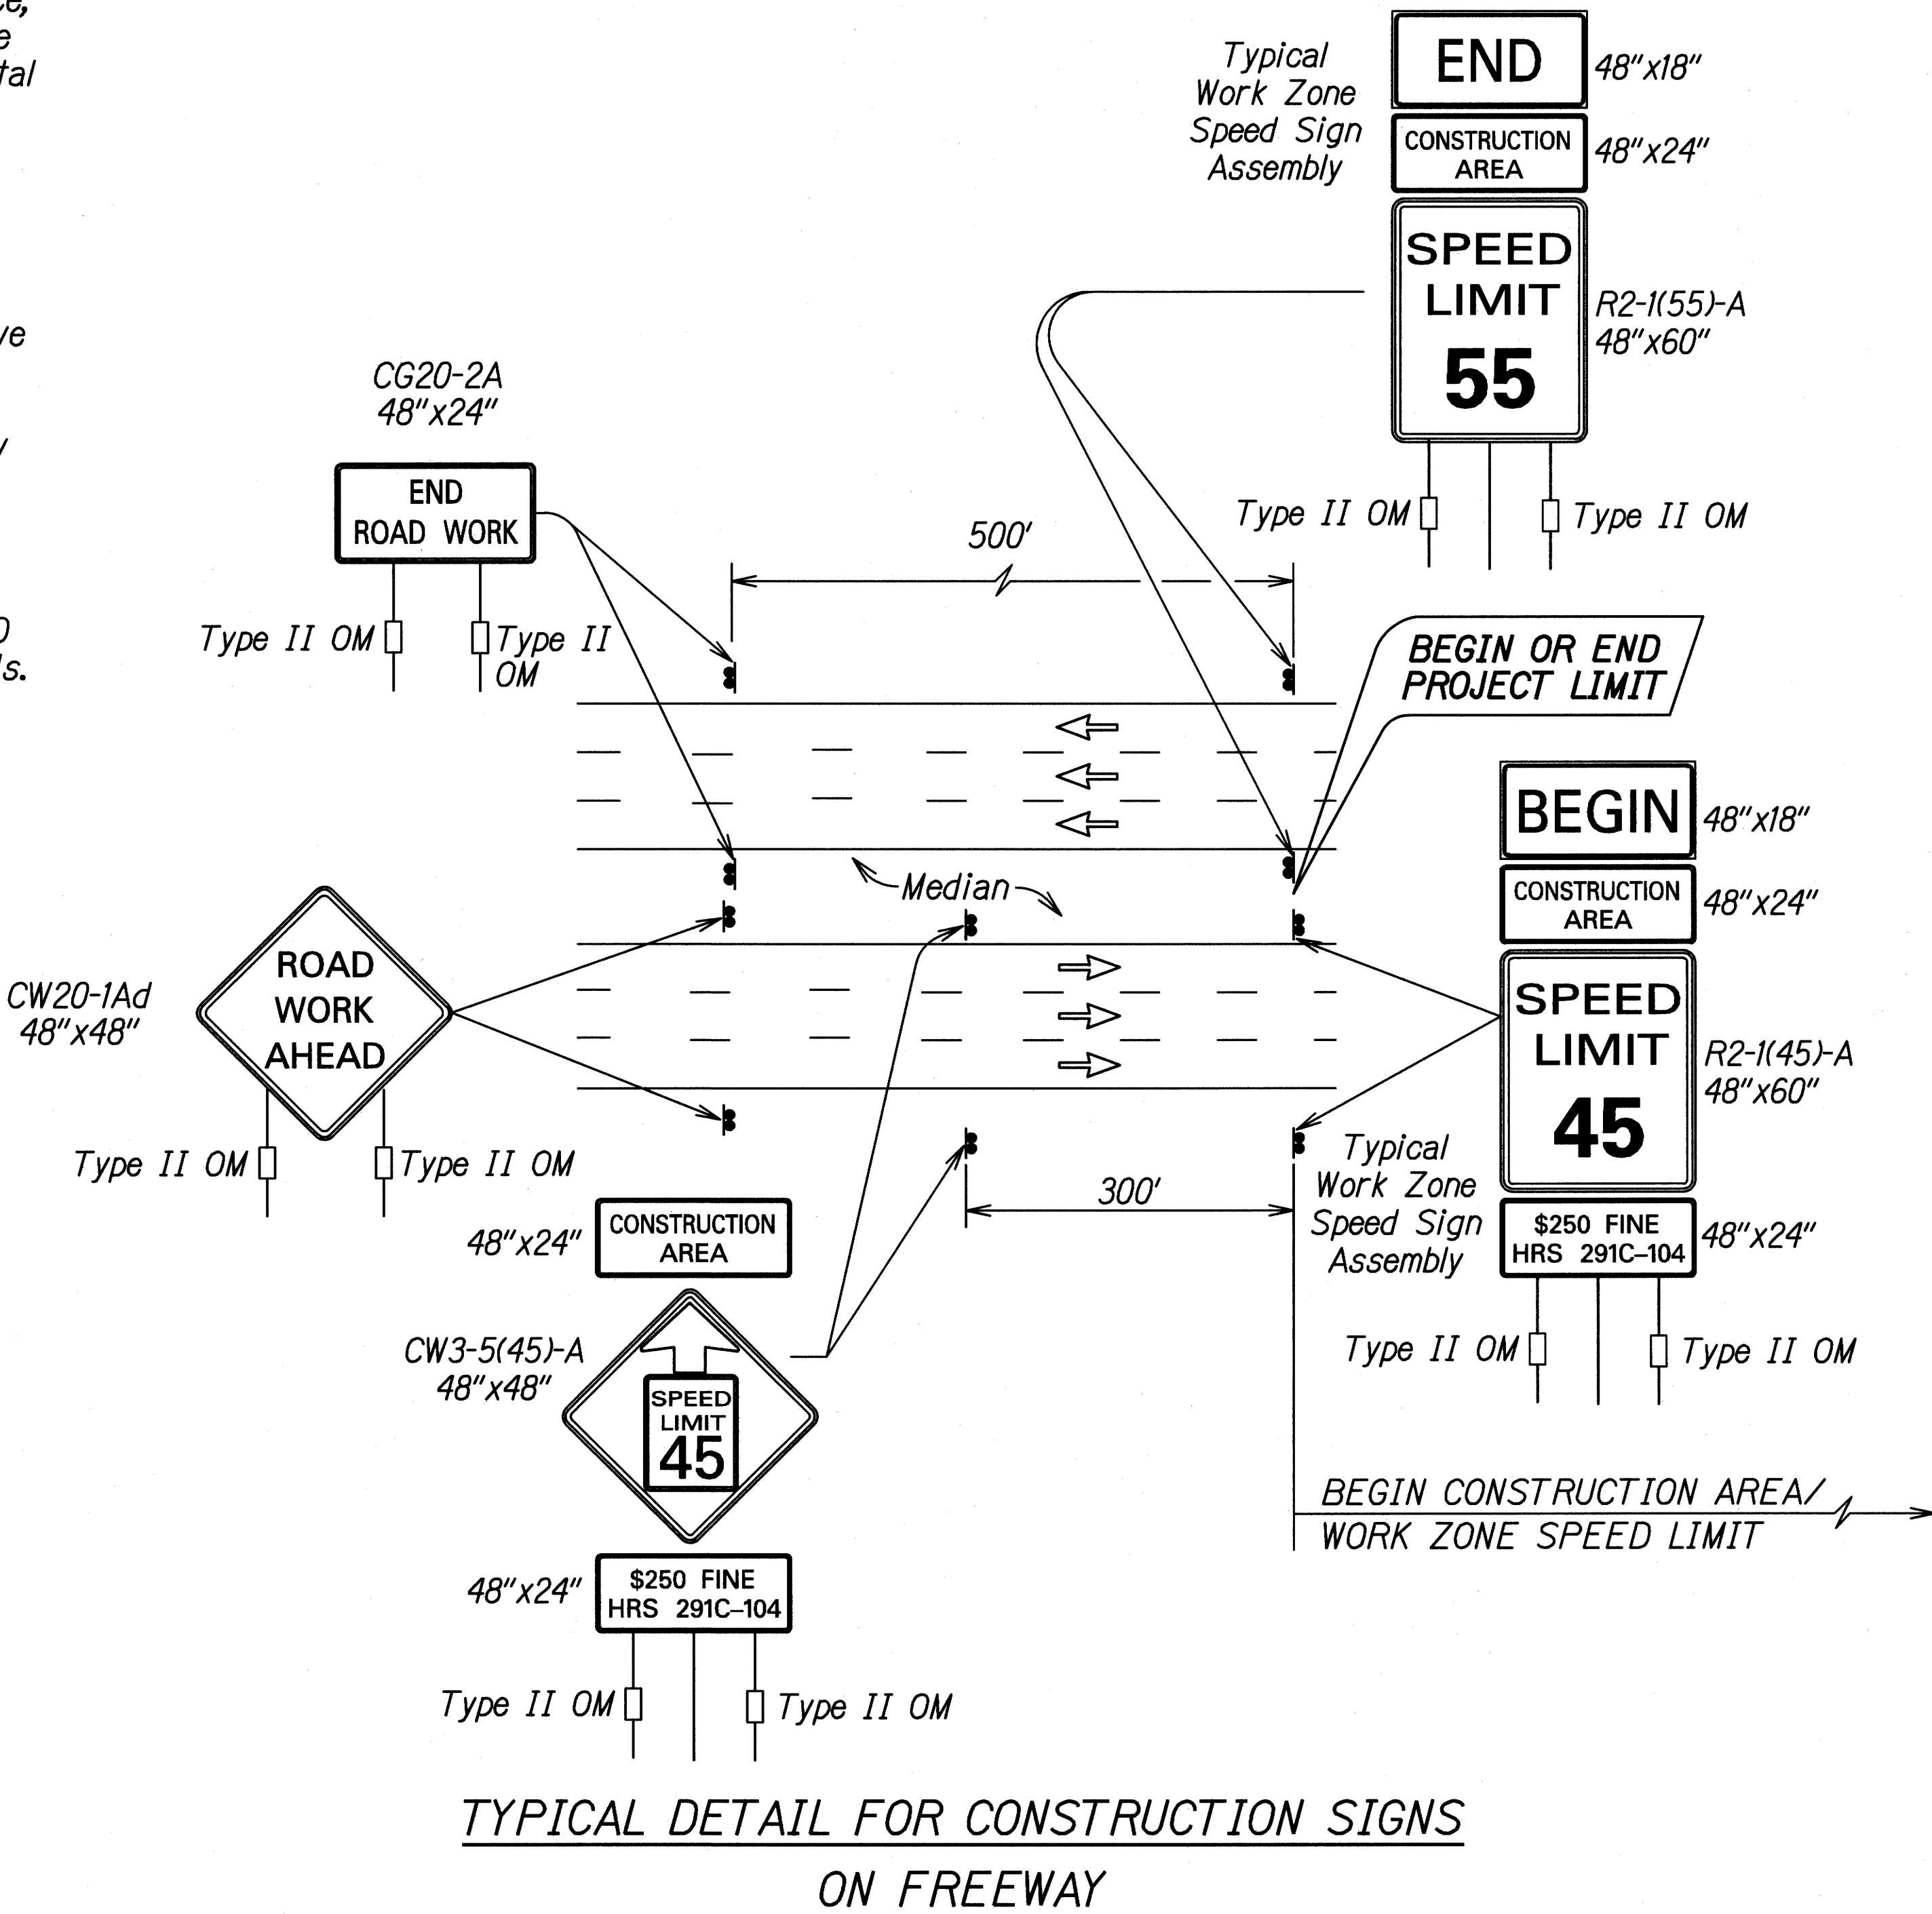 Typical
Work Zone
Speed Sign
Assembly
END
48"x18"
CONSTRUCTION
AREA
48"x24"
SPEED
LIMIT
55
R2-1(55)-A
48"x60"
Type II OM
Type II OM
CG20-2A
48"x24"
END
ROAD WORK
Type II OM
Type II
OM
500'
BEGIN OR END
PROJECT LIMIT
Median
BEGIN
48"x18"
CONSTRUCTION
AREA
48"x24"
SPEED
LIMIT
45
R2-1(45)-A
48"x60"
$250 FINE
HRS 291C-104
48"x24"
Type II OM
Type II OM
Typical
Work Zone
Speed Sign
Assembly
CW20-1Ad
48"x48"
ROAD
WORK
AHEAD
Type II OM
Type II OM
300'
48"x24"
CONSTRUCTION
AREA
CW3-5(45)-A
48"x48"
SPEED
LIMIT
45
48"x24"
$250 FINE
HRS 291C-104
Type II OM
Type II OM
BEGIN CONSTRUCTION AREA/
WORK ZONE SPEED LIMIT
TYPICAL DETAIL FOR CONSTRUCTION SIGNS
ON FREEWAY